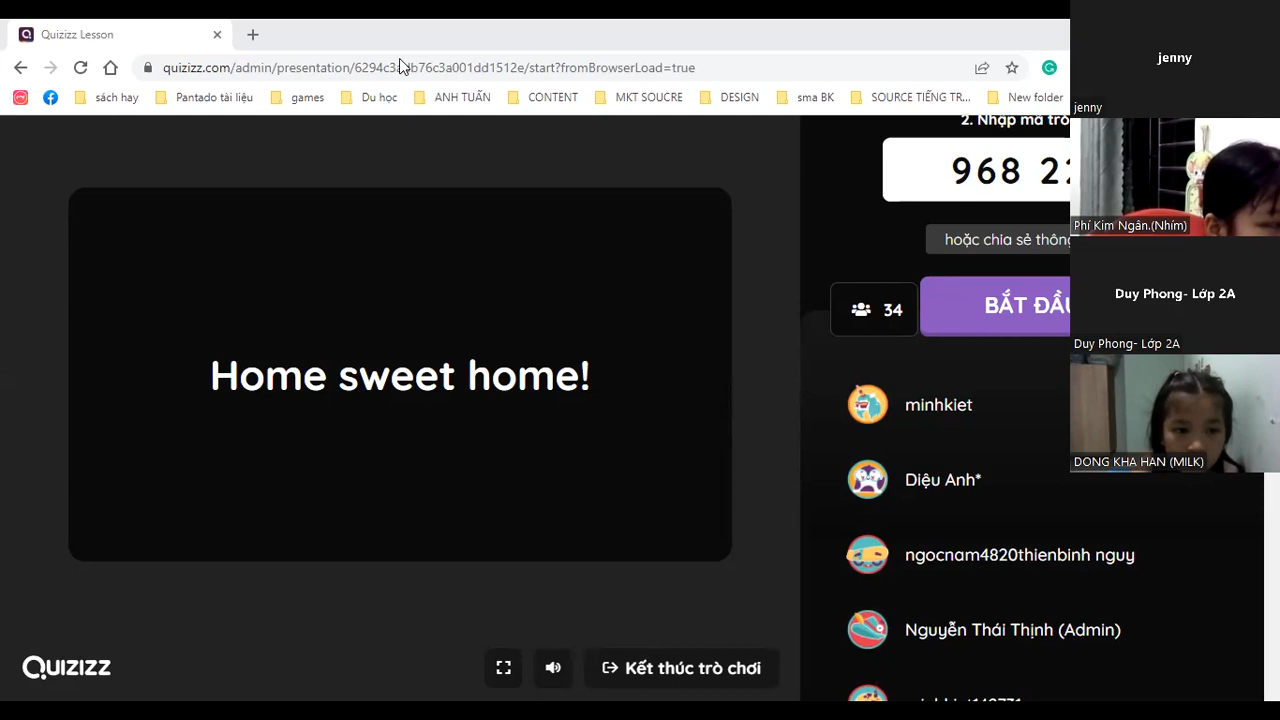 Quizizz Lesson
quizizz.com/admin/presentation/6294c3a
b76c3a001dd1512e/start?fromBrowserLoad=true
sách hay
Pantado tài liệu
games
Du học
ANH TUẤN
CONTENT
MKT SOUCRE
DESIGN
sma BK
SOURCE TIẾNG TR...
New folder
2. Nhập mã trò
968 22
hoặc chia sẻ thông
34
BẮT ĐẦU
Home sweet home!
minhkiet
Diệu Anh*
ngocnam4820thienbinh nguy
Nguyễn Thái Thịnh (Admin)
Quizizz
Kết thúc trò chơi
jenny
jenny
Phí Kim Ngân.(Nhím)
Duy Phong- Lớp 2A
Duy Phong- Lớp 2A
DONG KHA HAN (MILK)